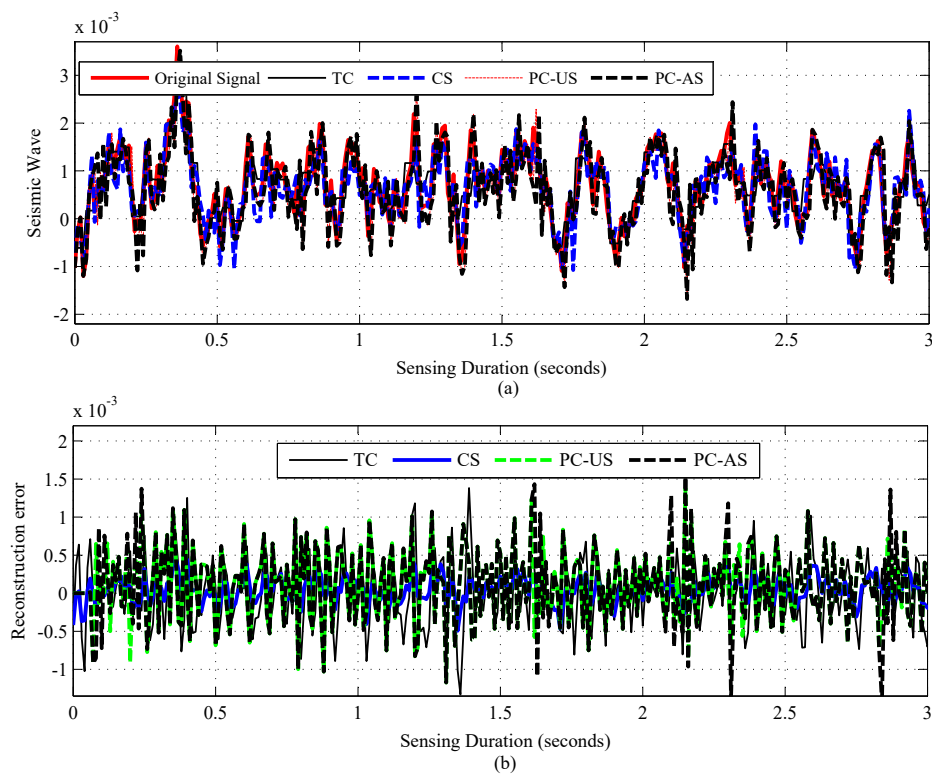 x 10⁻³
Original Signal TC CS PC-US PC-AS
3
2
1
0
-1
-2
Seismic Wave
0 0.5 1 1.5 2 2.5 3
Sensing Duration (seconds)
(a)
x 10⁻³
TC CS PC-US PC-AS
2
1.5
1
0.5
0
-0.5
-1
Reconstruction error
0 0.5 1 1.5 2 2.5 3
Sensing Duration (seconds)
(b)